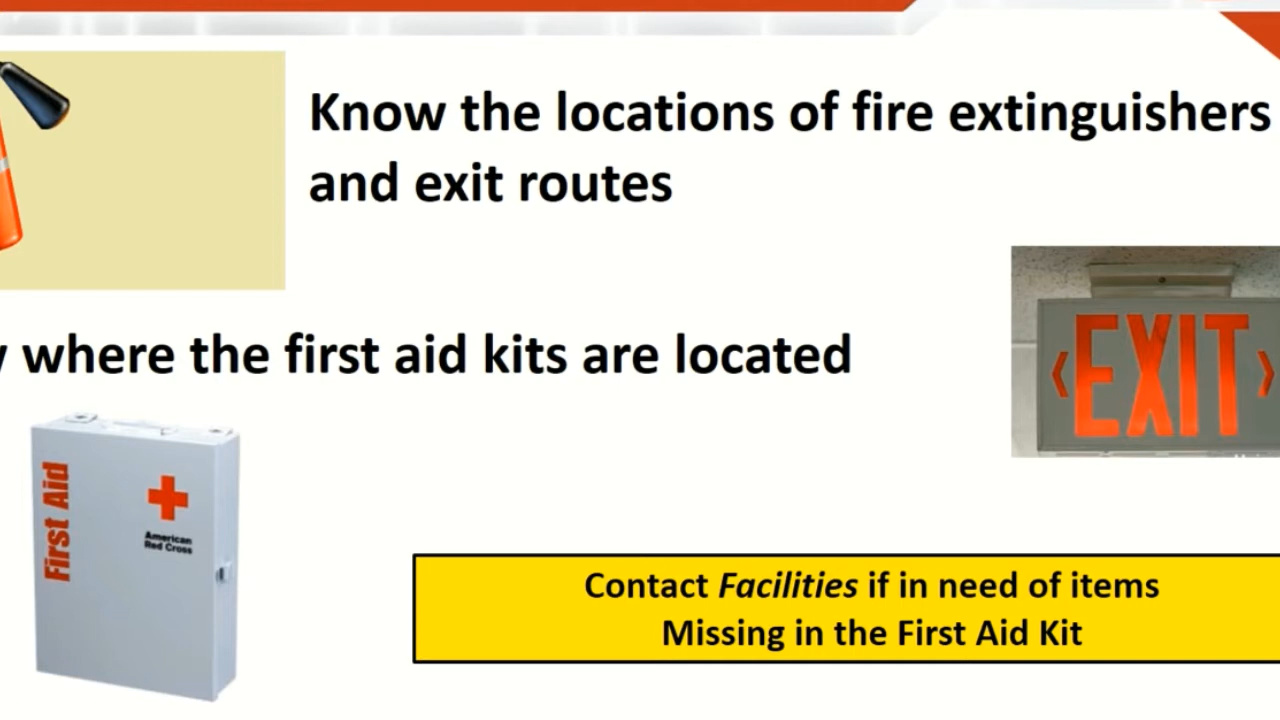 Know the locations of fire extinguishers
and exit routes
EXIT
where the first aid kits are located
First Aid
American
Red Cross
Contact Facilities if in need of items
Missing in the First Aid Kit